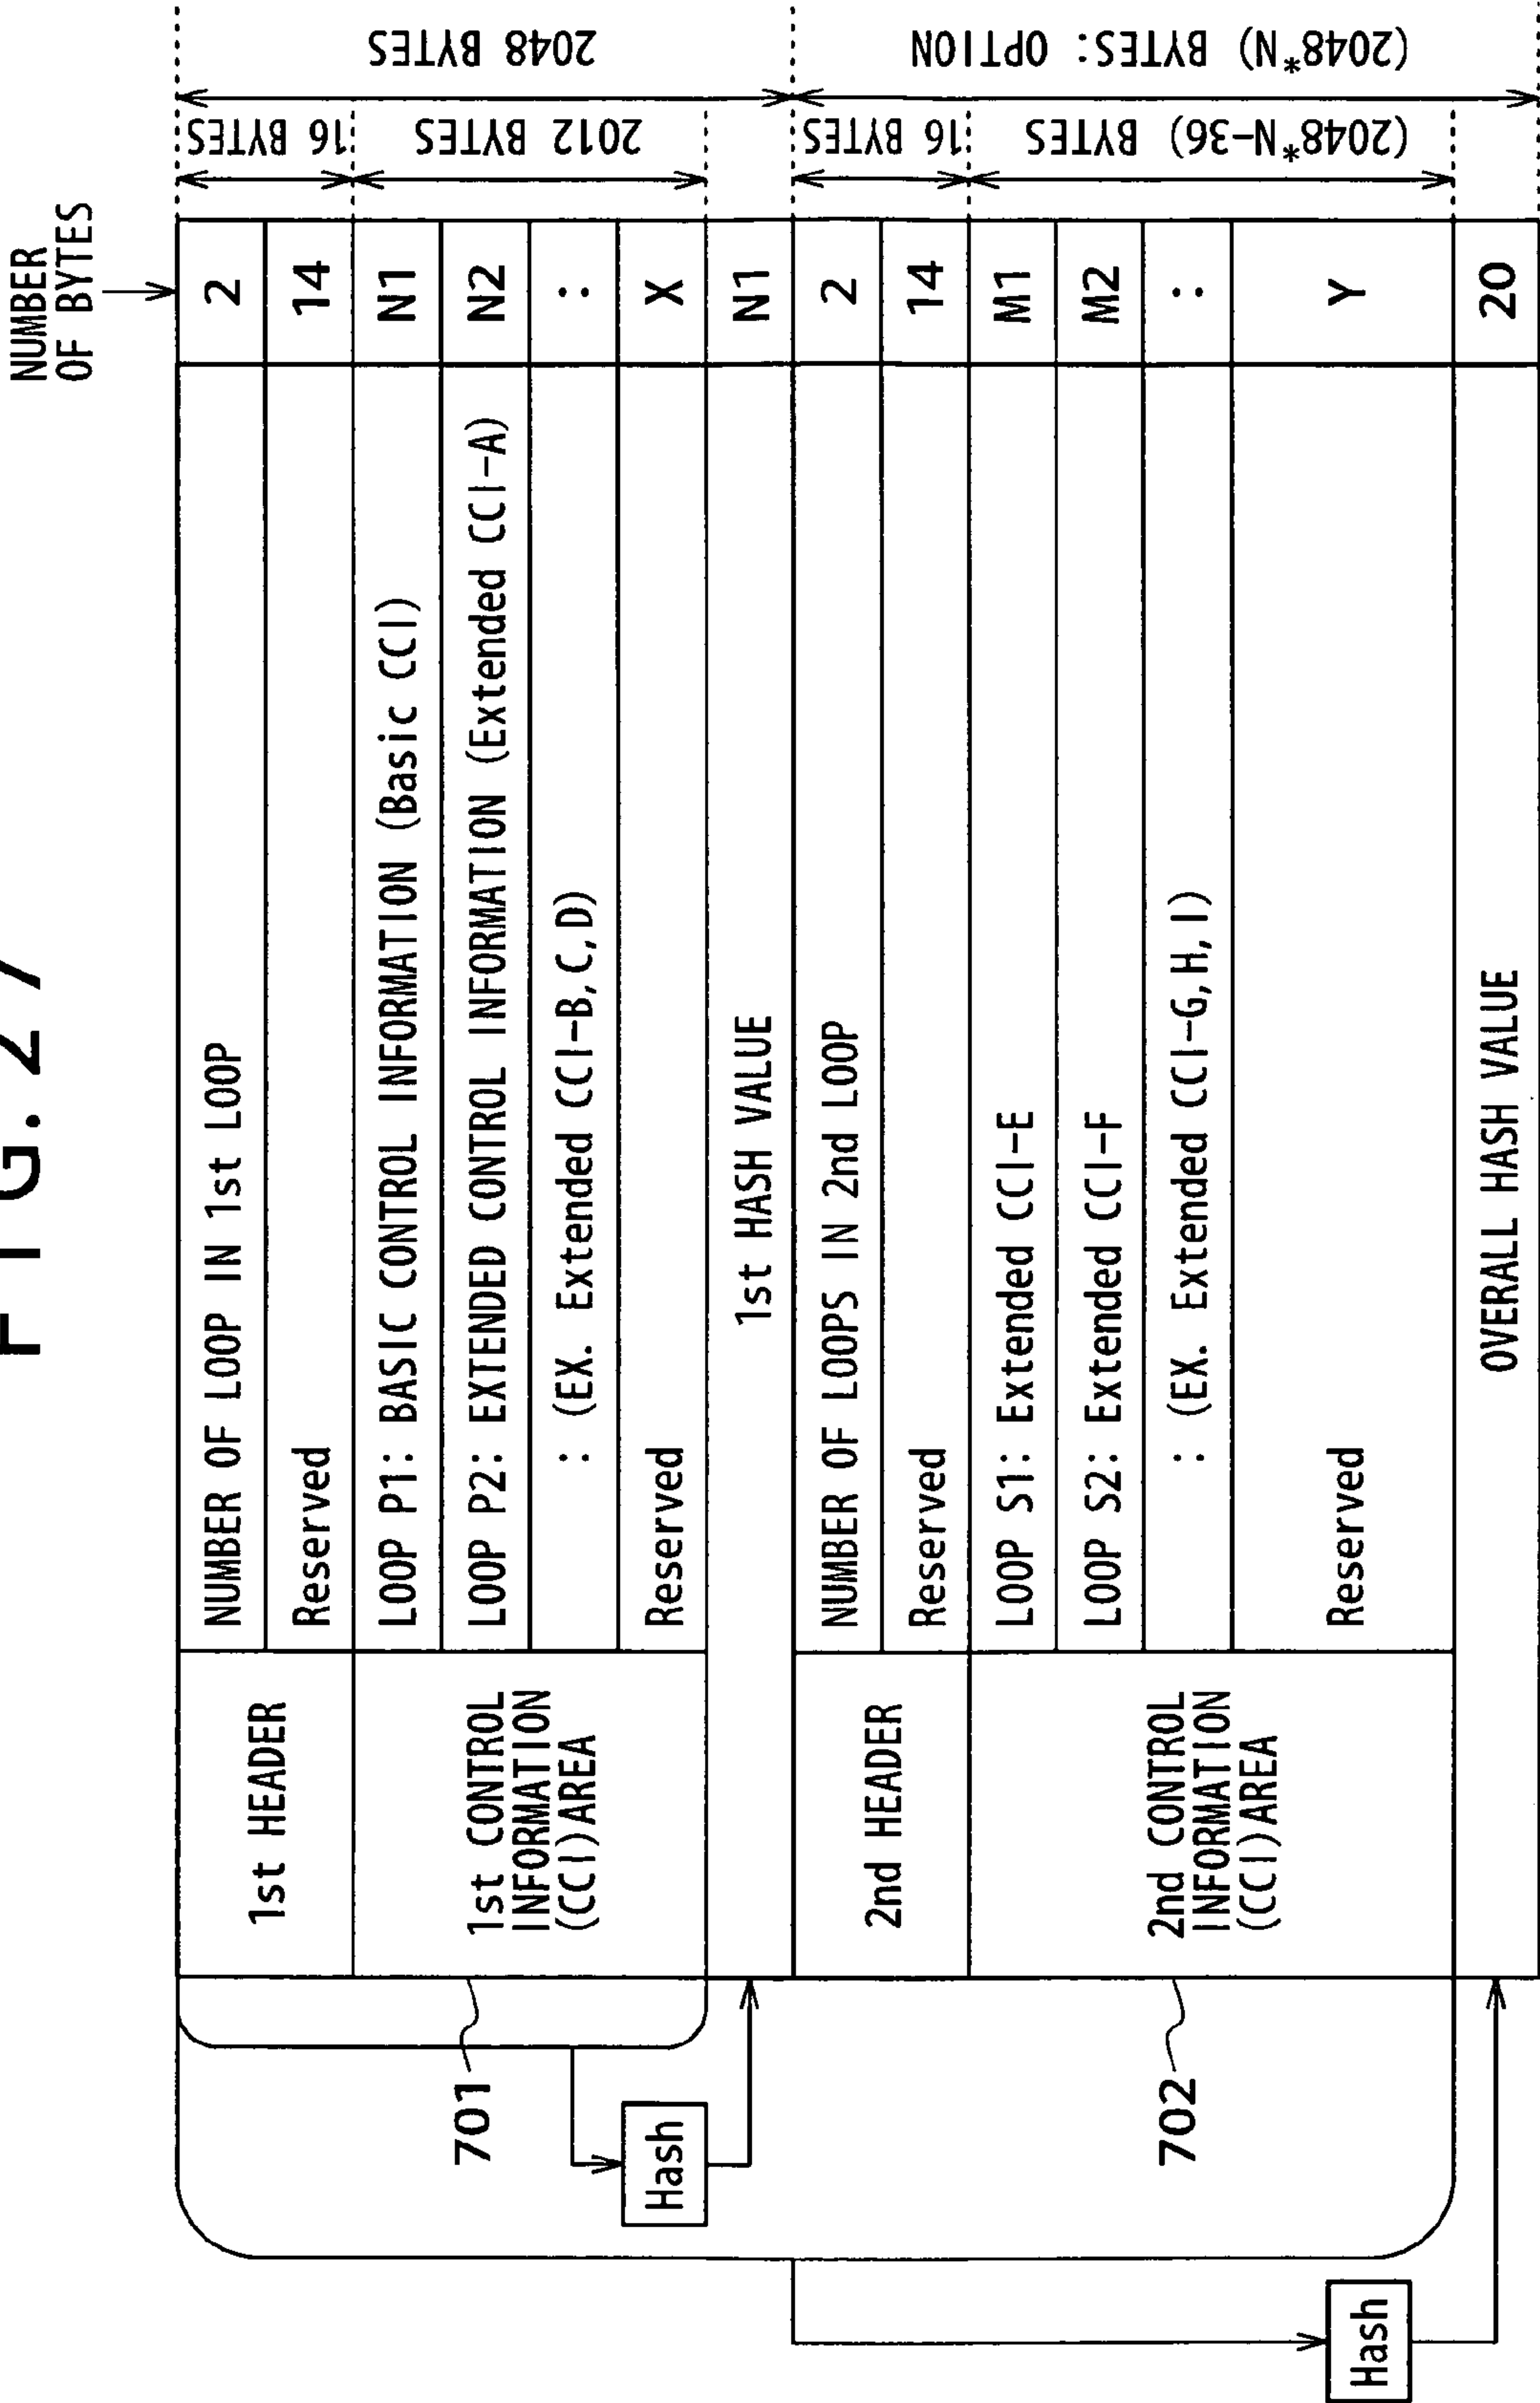 FIG. 27
NUMBER
OF BYTES
1st HEADER
NUMBER OF LOOP IN 1st LOOP
2
Reserved
14
16 BYTES
2048 BYTES
1st CONTROL
INFORMATION
(CCI)AREA
LOOP P1: BASIC CONTROL INFORMATION (Basic CCI)
N1
LOOP P2: EXTENDED CONTROL INFORMATION (Extended CCI-A)
N2
: (EX. Extended CCI-B,C,D)
:
Reserved
X
2012 BYTES
1st HASH VALUE
N1
2nd HEADER
NUMBER OF LOOPS IN 2nd LOOP
2
Reserved
14
16 BYTES
(2048*N) BYTES: OPTION
2nd CONTROL
INFORMATION
(CCI)AREA
LOOP S1: Extended CCI-E
M1
LOOP S2: Extended CCI-F
M2
: (EX. Extended CCI-G,H,I)
:
Reserved
Y
(2048*N-36) BYTES
OVERALL HASH VALUE
20
701
Hash
702
Hash